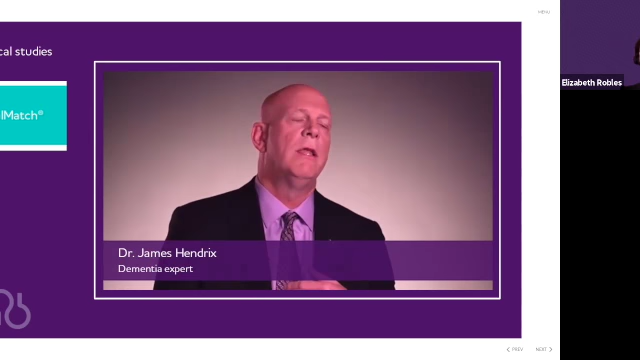 MENU
cal studies
lMatch®
Dr. James Hendrix
Dementia expert
Elizabeth Robles
PREV
NEXT